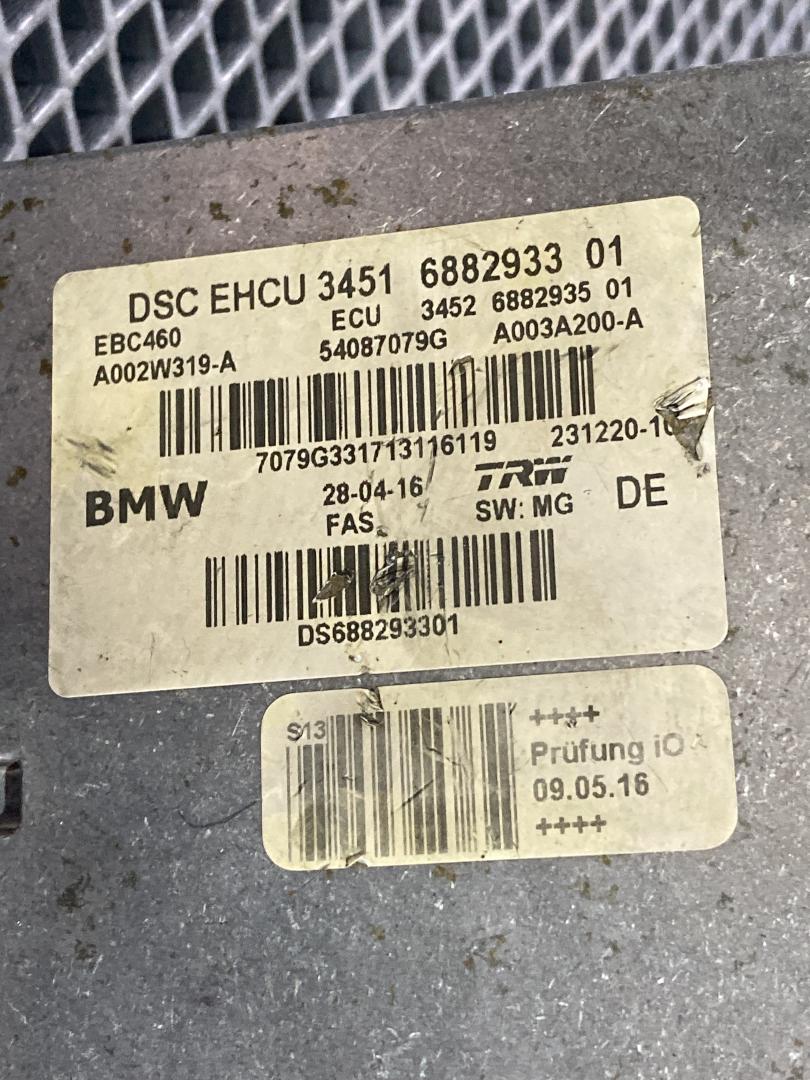 DSC EHCU 3451 6882933 01
EBC460 ECU 3452 6882935 01
A002W319-A 54087079G A003A200-A
7079G331713116119 231220-10
BMW 28-04-16 TRW DE
FAS SW: MG
DS688293301
S13 ++++
Prüfung iO
09.05.16
++++